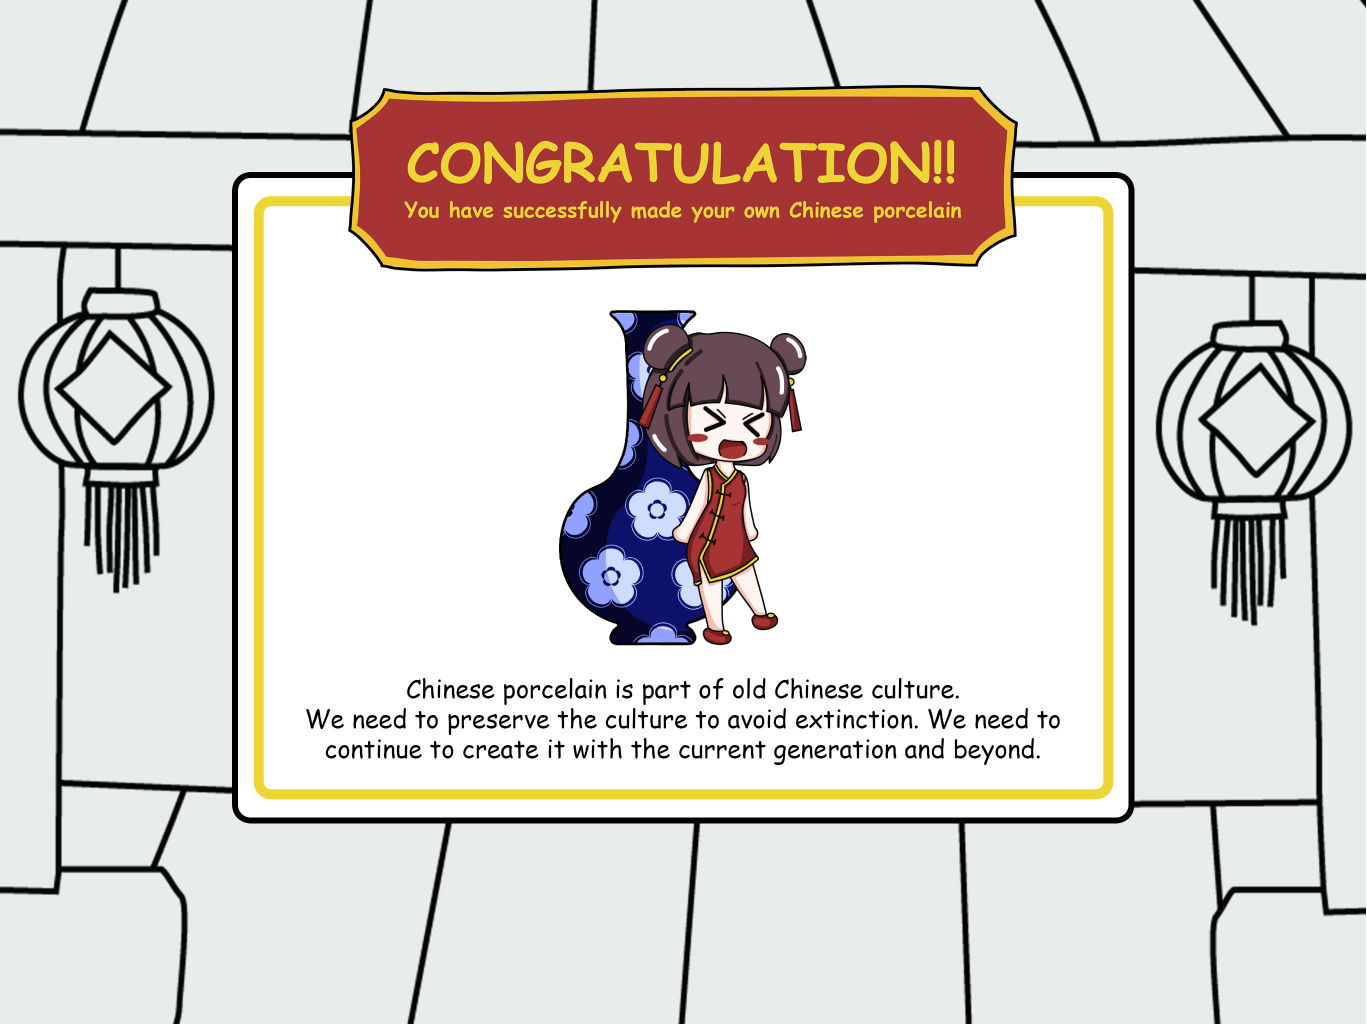 CONGRATULATION!!
You have successfully made your own Chinese porcelain
Chinese porcelain is part of old Chinese culture.
We need to preserve the culture to avoid extinction. We need to
continue to create it with the current generation and beyond.